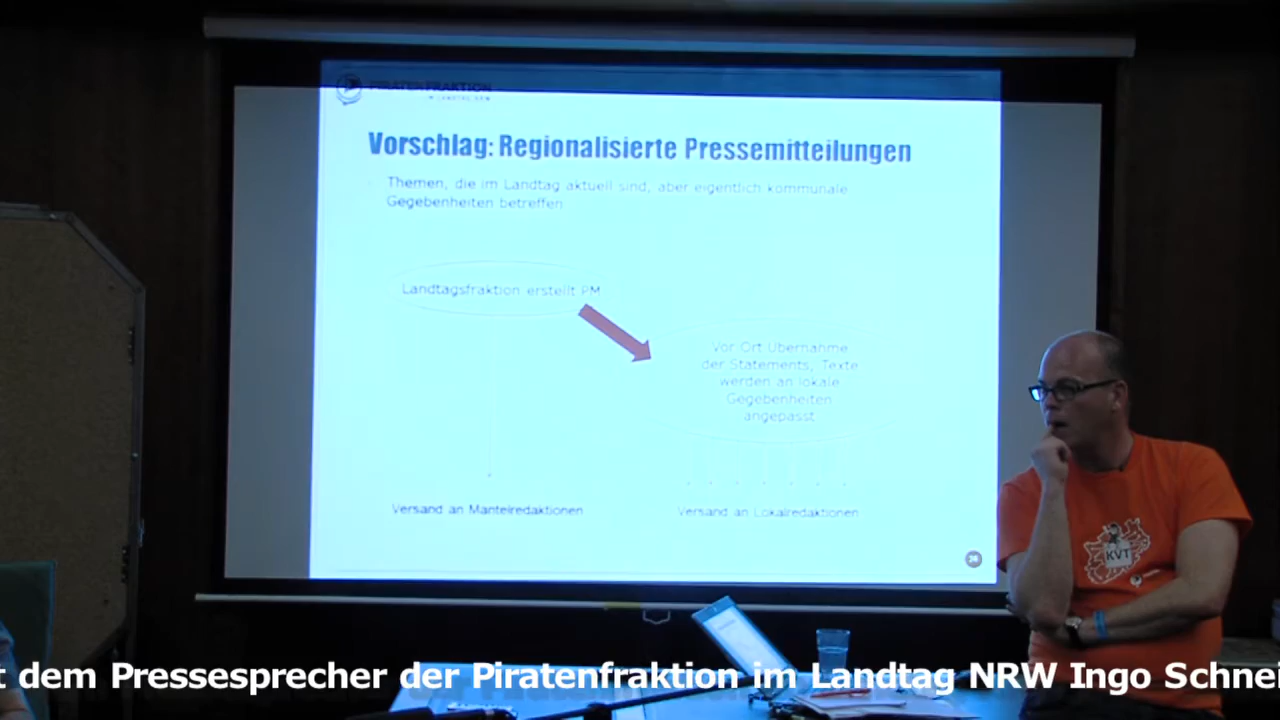 PIRATENFRAKTION
Vorschlag: Regionalisierte Pressemitteilungen
Themen, die im Landtag aktuell sind, aber eigentlich kommunale
Gegebenheiten betreffen
Landtagsfraktion erstellt PM
Vor Ort Übernahme
der Statements, Texte
werden an lokale
Gegebenheiten
angepasst
Versand an Mantelredaktionen
Versand an Lokalredaktionen
KVT
t dem Pressesprecher der Piratenfraktion im Landtag NRW Ingo Schnei